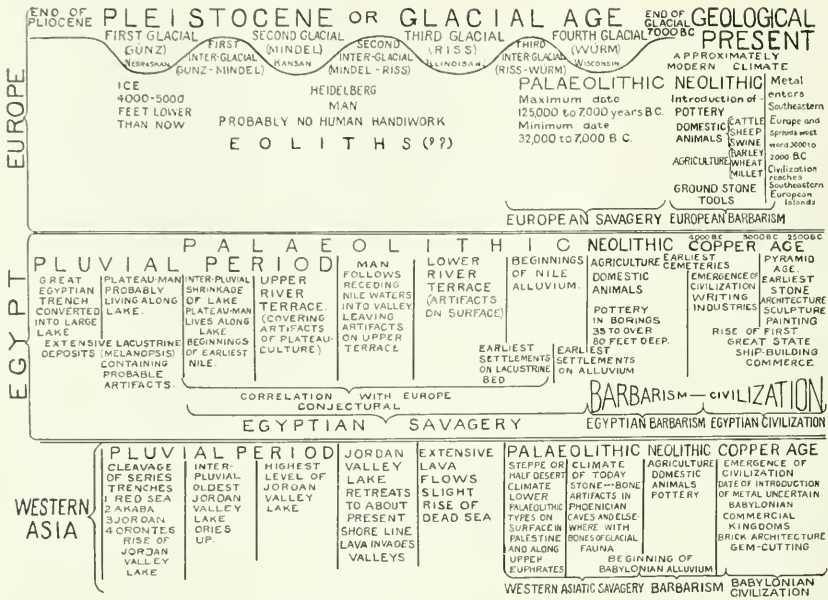 END OF
PLIOCENE
PLEISTOCENE OR GLACIAL AGE
END OF
GLACIAL
7000 BC
GEOLOGICAL
PRESENT
FIRST GLACIAL
(GÜNZ)
NEBRASKAN
FIRST
INTER-GLACIAL
(GUNZ-MINDEL)
SECOND GLACIAL
(MINDEL)
KANSAN
SECOND
INTER-GLACIAL
(MINDEL-RISS)
THIRD GLACIAL
(RISS)
ILLINOISAN
THIRD
INTER-GLACIAL
(RISS-WÜRM)
FOURTH GLACIAL
(WÜRM)
WISCONSIN
APPROXIMATELY
MODERN CLIMATE
EUROPE
ICE
4000-5000
FEET LOWER
THAN NOW
HEIDELBERG
MAN
PROBABLY NO HUMAN HANDIWORK
EOLITHS (??)
PALAEOLITHIC
Maximum date
125,000 to 7,000 years B.C.
Minimum date
32,000 to 7,000 B C.
NEOLITHIC
Introduction of
POTTERY
DOMESTIC
ANIMALS
CATTLE
SHEEP
SWINE
AGRICULTURE
BARLEY
WHEAT
MILLET
GROUND STONE
TOOLS
Metal
enters
Southeastern
Europe and
Spreads west
ward 3000 to
2000 BC
Civilization
reaches
Southeastern
European
Islands
EUROPEAN SAVAGERY
EUROPEAN BARBARISM
EGYPT
PALAEOLITHIC
NEOLITHIC
4000 BC
3000 BC
2500 BC
COPPER AGE
PLUVIAL PERIOD
GREAT
EGYPTIAN
TRENCH
CONVERTED
INTO LARGE
LAKE
PLATEAU-MAN
PROBABLY
LIVING ALONG
LAKE.
EXTENSIVE LACUSTRINE
DEPOSITS (MELANOPSIS)
CONTAINING
PROBABLE
ARTIFACTS.
INTER-PLUVIAL
SHRINKAGE
OF LAKE
PLATEAU-MAN
LIVES ALONG
LAKE
BEGINNINGS
OF EARLIEST
NILE.
UPPER
RIVER
TERRACE.
(COVERING
ARTIFACTS
OF PLATEAU-
CULTURE)
MAN
FOLLOWS
RECEDING
NILE WATERS
INTO VALLEY
LEAVING
ARTIFACTS
ON UPPER
TERRACE
LOWER
RIVER
TERRACE
(ARTIFACTS
ON SURFACE)
BEGINNINGS
OF NILE
ALLUVIUM.
EARLIEST
SETTLEMENTS
ON LACUSTRINE
BED
EARLIEST
SETTLEMENTS
ON ALLUVIUM
AGRICULTURE
DOMESTIC
ANIMALS
POTTERY
IN BORINGS
35 TO OVER
80 FEET DEEP.
EARLIEST
CEMETERIES
EMERGENCE OF
CIVILIZATION
WRITING
INDUSTRIES
PYRAMID
AGE.
EARLIEST
STONE
ARCHITECTURE
SCULPTURE
PAINTING
RISE OF FIRST
GREAT STATE
SHIP-BUILDING
COMMERCE
CORRELATION WITH EUROPE
CONJECTURAL
BARBARISM — CIVILIZATION
EGYPTIAN SAVAGERY
EGYPTIAN BARBARISM
EGYPTIAN CIVILIZATION
WESTERN
ASIA
PLUVIAL PERIOD
CLEAVAGE
OF SERIES
TRENCHES
1 RED SEA
2 AKABA
3 JORDAN
4 ORONTES
RISE OF
JORDAN
VALLEY
LAKE
INTER-
PLUVIAL
OLDEST
JORDAN
VALLEY
LAKE
DRIES
UP.
HIGHEST
LEVEL OF
JORDAN
VALLEY
LAKE
JORDAN
VALLEY
LAKE
RETREATS
TO ABOUT
PRESENT
SHORE LINE
LAVA INVADES
VALLEYS
EXTENSIVE
LAVA
FLOWS
SLIGHT
RISE OF
DEAD SEA
PALAEOLITHIC
NEOLITHIC
COPPER AGE
STEPPE OR
HALF DESERT
CLIMATE
LOWER
PALAEOLITHIC
TYPES ON
SURFACE IN
PALESTINE
AND ALONG
UPPER
EUPHRATES
CLIMATE
OF TODAY
STONE—BONE
ARTIFACTS IN
PHOENICIAN
CAVES AND ELSE-
WHERE WITH
BONES OF GLACIAL
FAUNA
AGRICULTURE
DOMESTIC
ANIMALS
POTTERY
BEGINNING OF
BABYLONIAN ALLUVIUM
EMERGENCE OF
CIVILIZATION
DATE OF INTRODUCTION
OF METAL UNCERTAIN
BABYLONIAN
COMMERCIAL
KINGDOMS
BRICK ARCHITECTURE
GEM-CUTTING
WESTERN ASIATIC SAVAGERY
BARBARISM
BABYLONIAN
CIVILIZATION